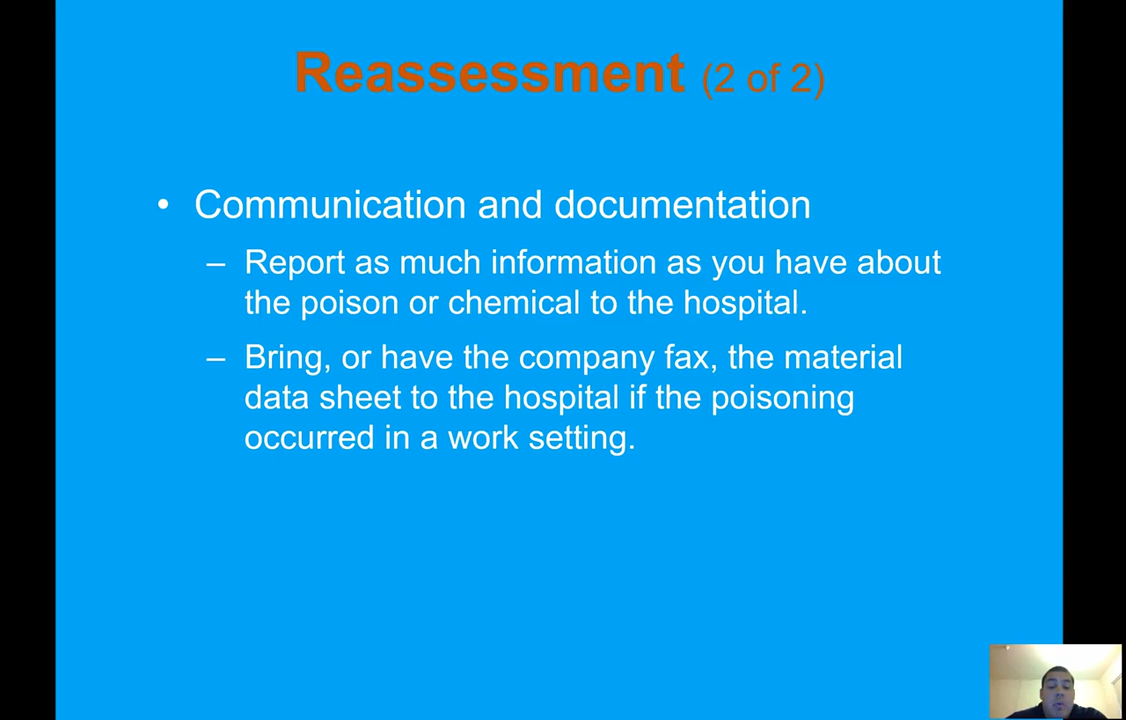 Reassessment (2 of 2)
• Communication and documentation
– Report as much information as you have about
the poison or chemical to the hospital.
– Bring, or have the company fax, the material
data sheet to the hospital if the poisoning
occurred in a work setting.